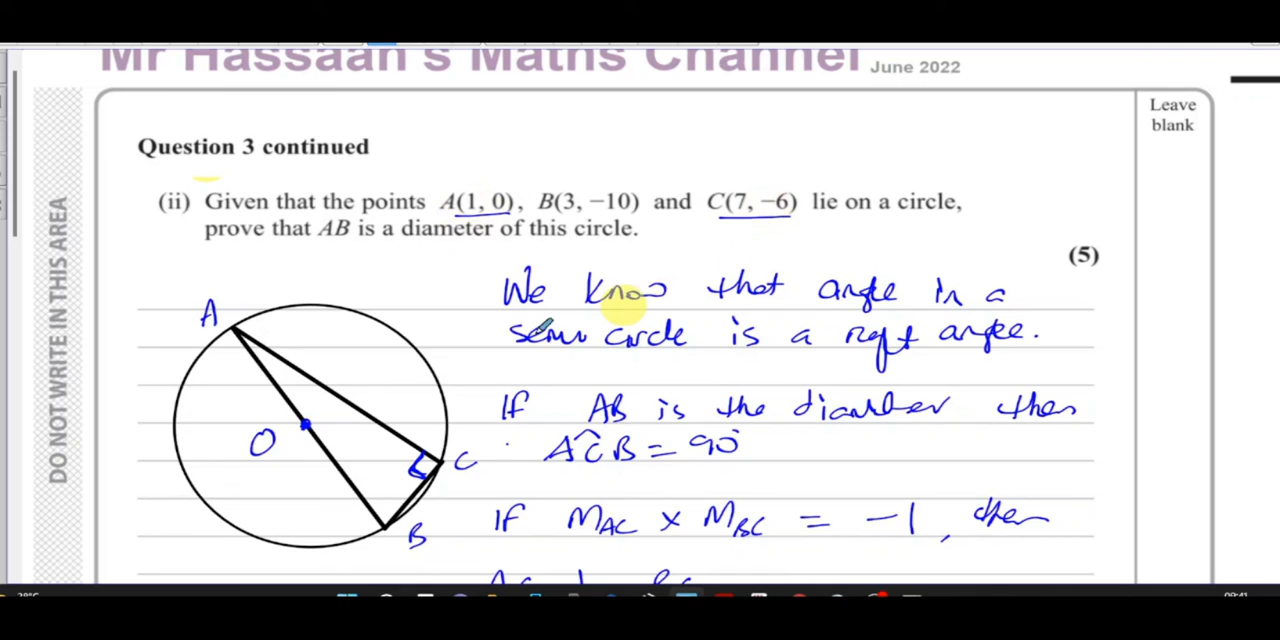 Mr Hassaan's Maths Channel June 2022
Leave
blank
Question 3 continued
(ii) Given that the points A(1, 0), B(3, −10) and C(7, −6) lie on a circle,
prove that AB is a diameter of this circle.
(5)
DO NOT WRITE IN THIS AREA
We know that angle in a
semi circle is a right angle.
If AB is the diameter then
AĈB = 90°
If MAC × MBC = -1, then
A
O
C
B